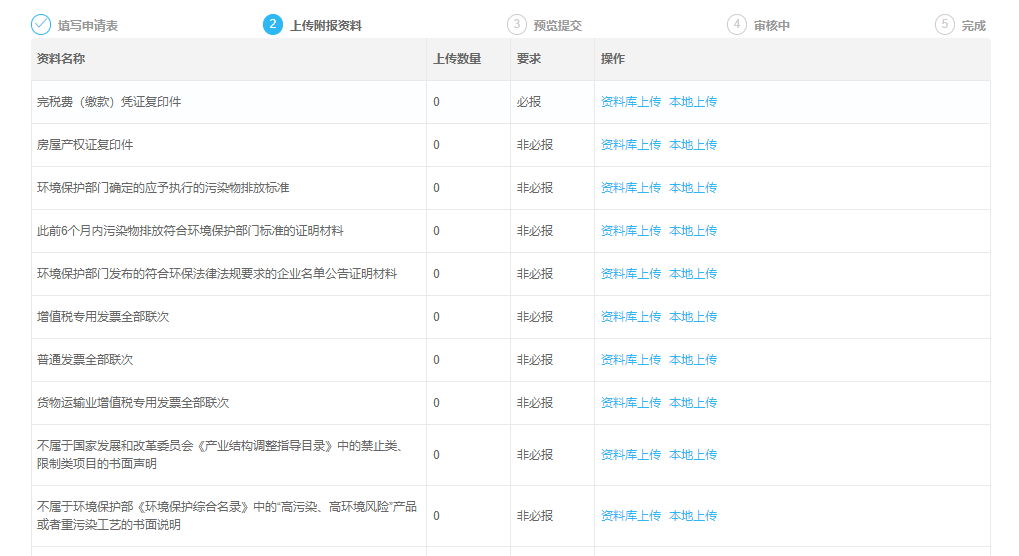 填写申请表 2 上传附报资料 3 预览提交 4 审核中 5 完成
资料名称 上传数量 要求 操作
完税费（缴款）凭证复印件 0 必报 资料库上传 本地上传
房屋产权证复印件 0 非必报 资料库上传 本地上传
环境保护部门确定的应予执行的污染物排放标准 0 非必报 资料库上传 本地上传
此前6个月内污染物排放符合环境保护部门标准的证明材料 0 非必报 资料库上传 本地上传
环境保护部门发布的符合环保法律法规要求的企业名单公告证明材料 0 非必报 资料库上传 本地上传
增值税专用发票全部联次 0 非必报 资料库上传 本地上传
普通发票全部联次 0 非必报 资料库上传 本地上传
货物运输业增值税专用发票全部联次 0 非必报 资料库上传 本地上传
不属于国家发展和改革委员会《产业结构调整指导目录》中的禁止类、
限制类项目的书面声明 0 非必报 资料库上传 本地上传
不属于环境保护部《环境保护综合名录》中的“高污染、高环境风险”产品
或者重污染工艺的书面说明 0 非必报 资料库上传 本地上传